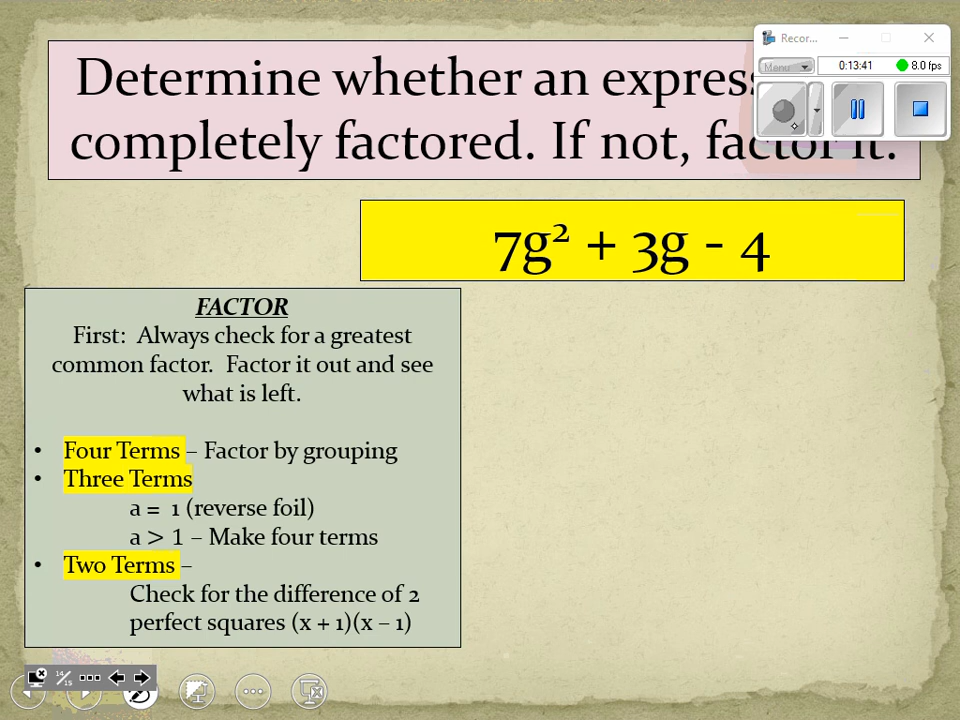 Determine whether an express
completely factored. If not, factor it.
Recor...
Menu
0:13:41
8.0 fps
7g² + 3g - 4
FACTOR
First: Always check for a greatest
common factor. Factor it out and see
what is left.
• Four Terms – Factor by grouping
• Three Terms
a = 1 (reverse foil)
a > 1 – Make four terms
• Two Terms –
Check for the difference of 2
perfect squares (x + 1)(x – 1)
14/15